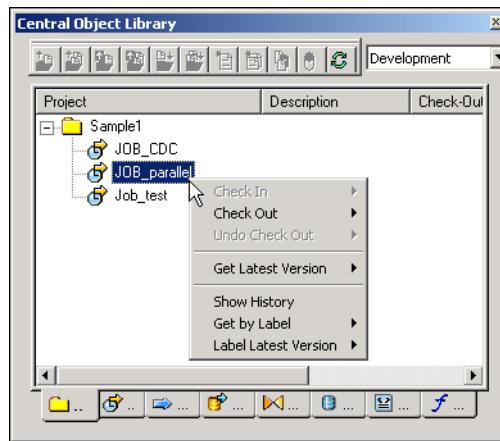 Central Object Library
Development
Project Description Check-Out
Sample1
JOB_CDC
JOB_parallel
Job_test
Check In
Check Out
Undo Check Out
Get Latest Version
Show History
Get by Label
Label Latest Version
.. .. ... ... ... ... ... ...